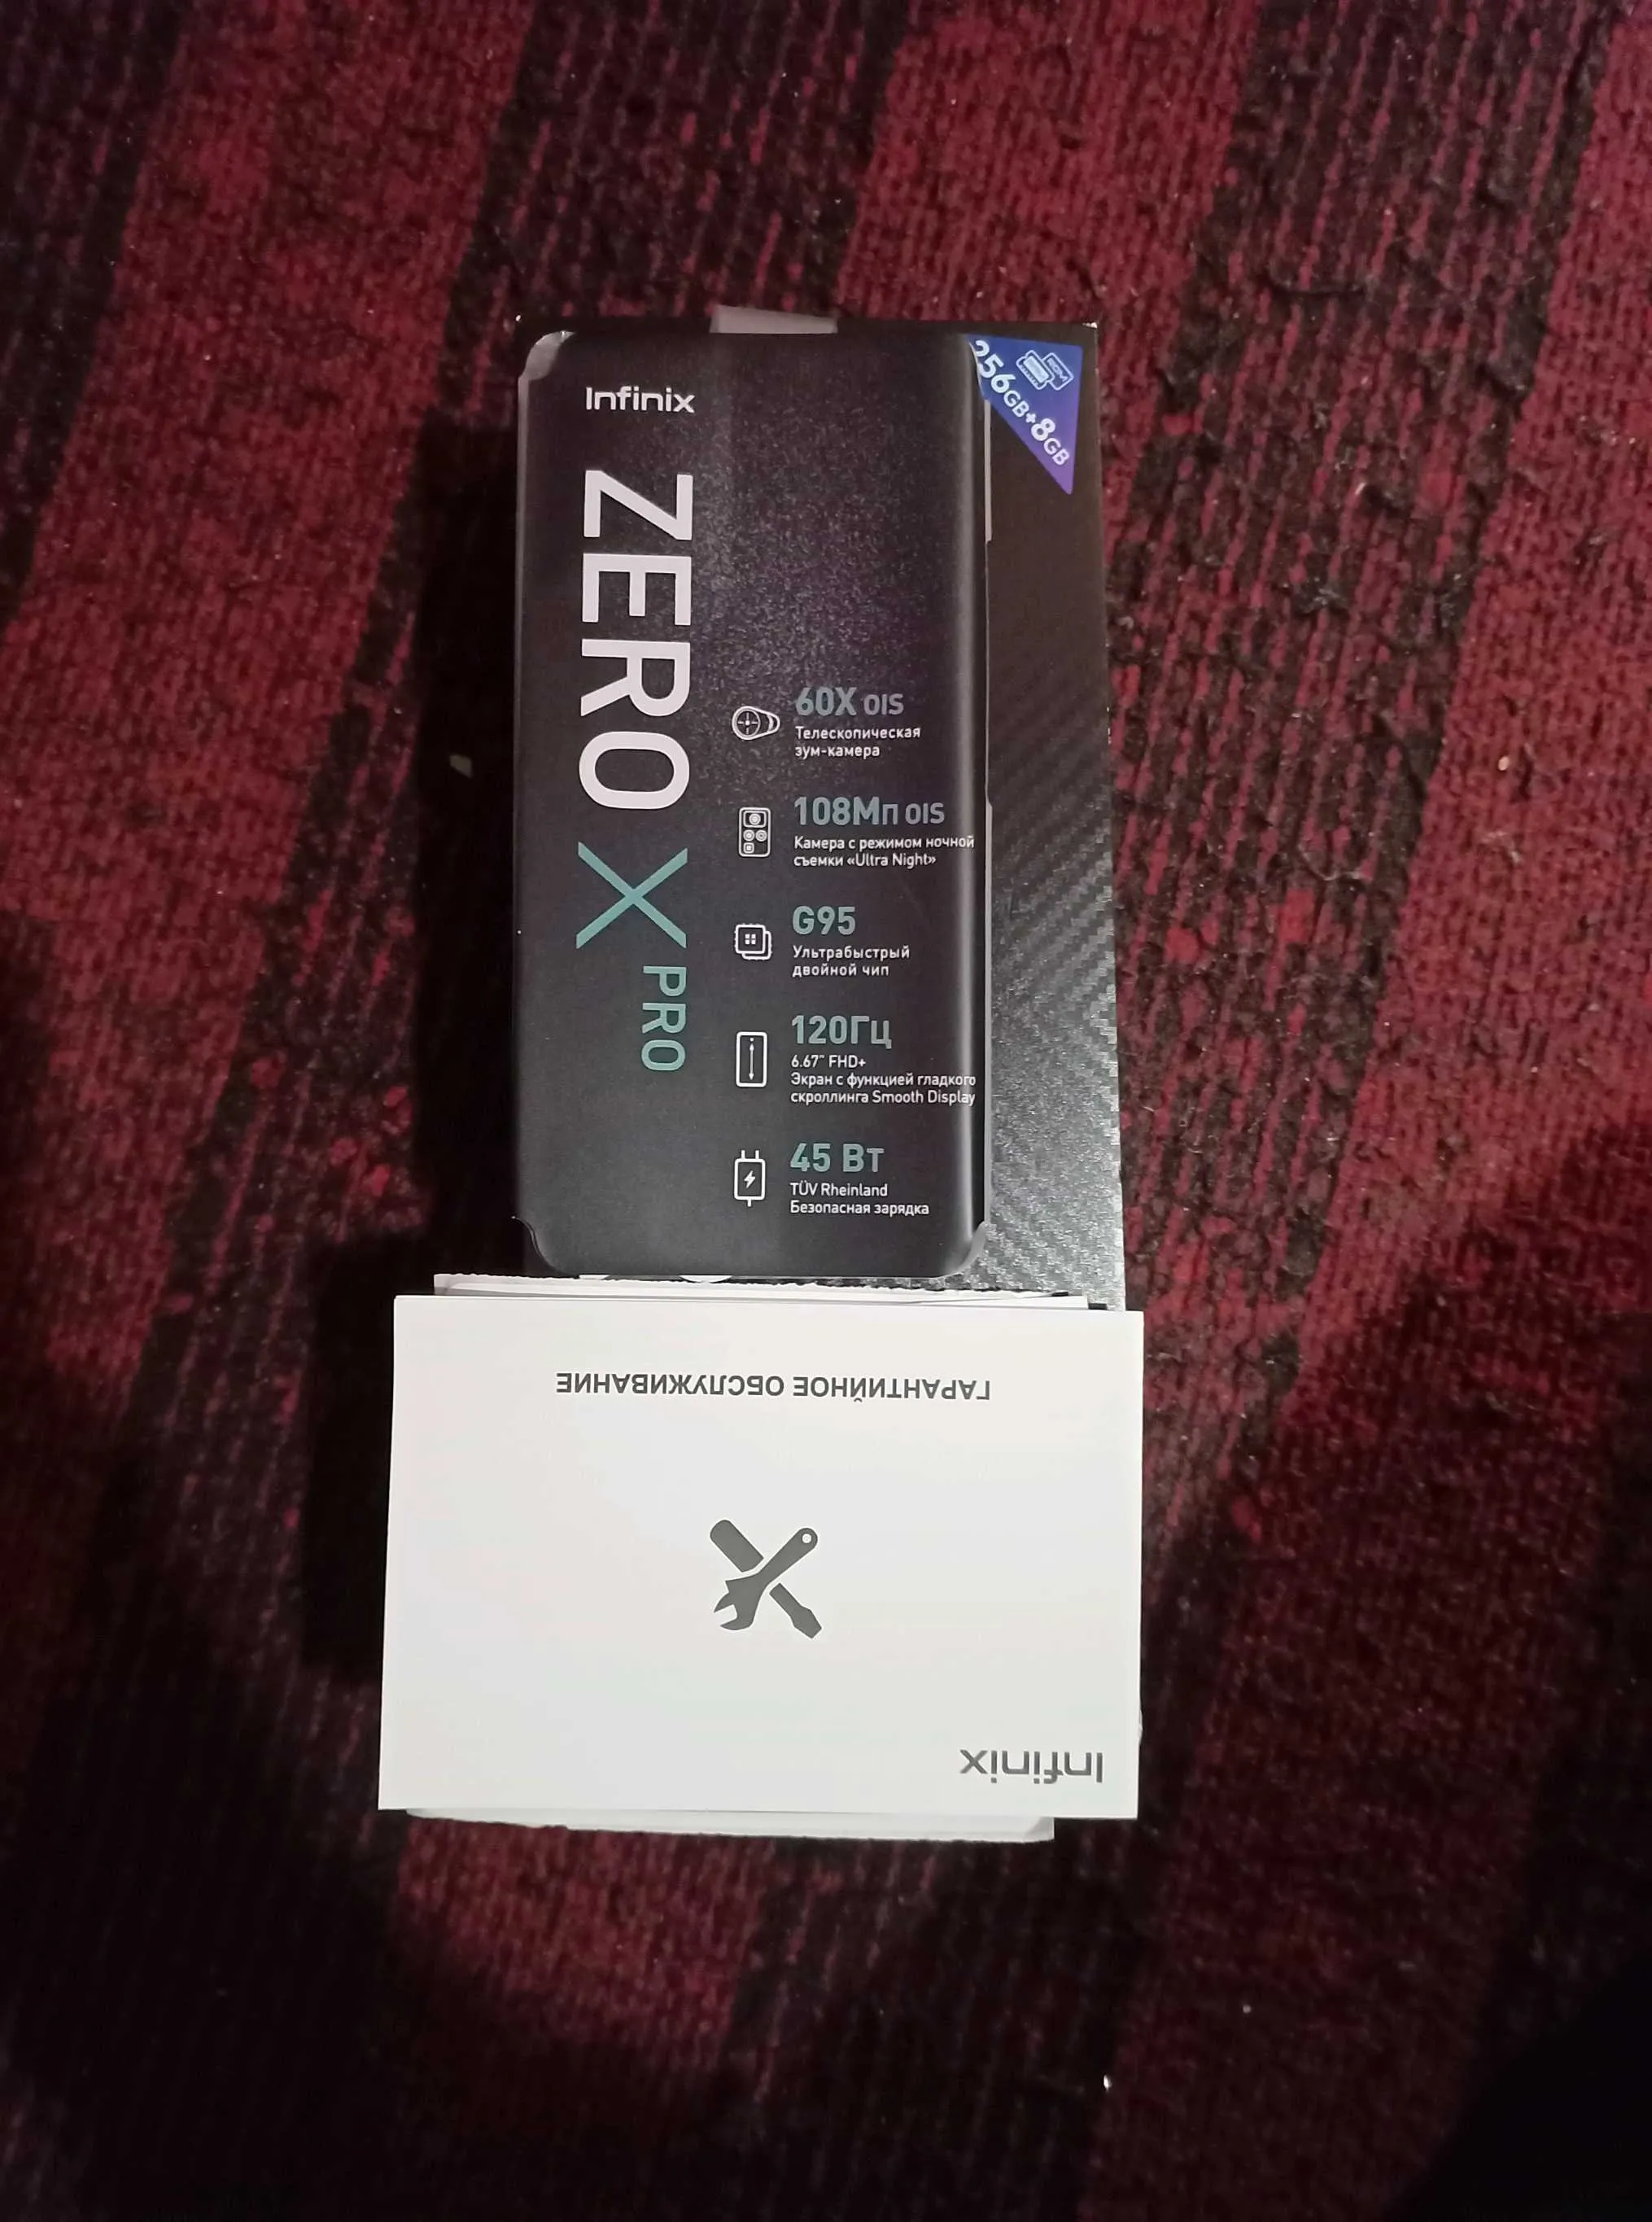 Infinix
256GB+8GB
ZERO X PRO
60X OIS
Телескопическая
зум-камера
108Мп OIS
Камера с режимом ночной
съемки «Ultra Night»
G95
Ультрабыстрый
двойной чип
120Гц
6.67" FHD+
Экран с функцией гладкого
скроллинга Smooth Display
45 Вт
TÜV Rheinland
Безопасная зарядка
Infinix
ГАРАНТИЙНОЕ ОБСЛУЖИВАНИЕ